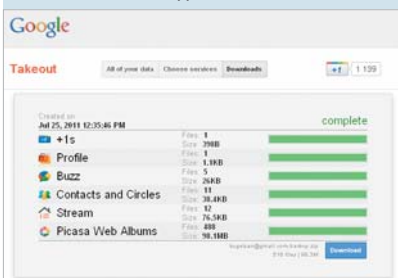 Google
Takeout
All of your data Choose services Downloads
+1 1 139
Created on
Jul 25, 2011 12:35:46 PM
complete
+1s
Files: 1
Size: 398B
Profile
Files: 1
Size: 1.1KB
Buzz
Files: 5
Size: 26KB
Contacts and Circles
Files: 11
Size: 38.4KB
Stream
Files: 12
Size: 76.5KB
Picasa Web Albums
Files: 488
Size: 98.1MB
Download